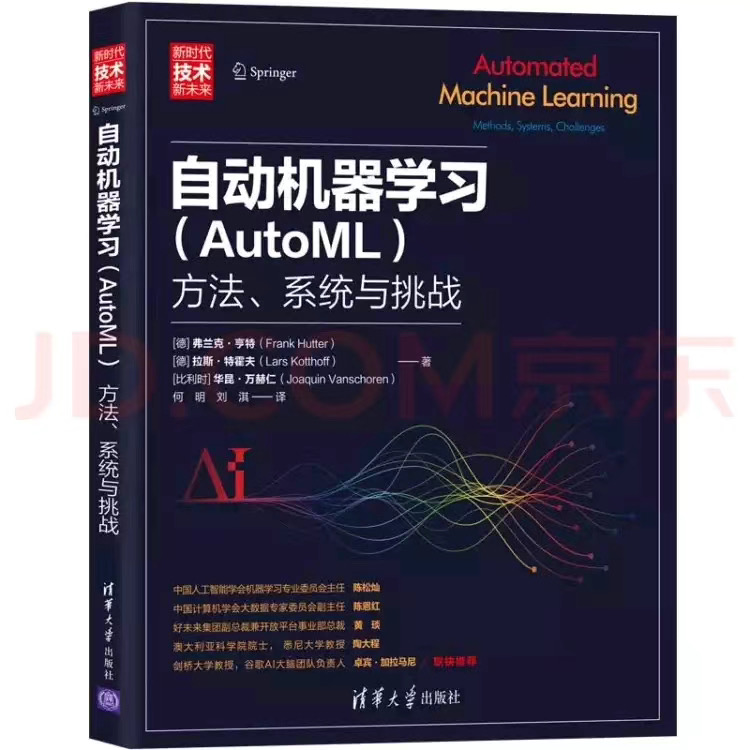 新时代
技术
新未来
Springer
自动机器学习(AutoML) 方法、系统与挑战
清华大学出版社
新时代
技术
新未来
Springer
Automated
Machine Learning
Methods, Systems, Challenges
自动机器学习
(AutoML)
方法、系统与挑战
[德] 弗兰克·亨特(Frank Hutter)
[德] 拉斯·特霍夫(Lars Kotthoff) ——著
[比利时] 华昆·万赫仁(Joaquin Vanschoren)
何 明 刘 淇——译
AI
中国人工智能学会机器学习专业委员会主任 陈松灿
中国计算机学会大数据专家委员会副主任 陈恩红
好未来集团副总裁兼开放平台事业部总裁 黄 琰
澳大利亚科学院院士,悉尼大学教授 陶大程
剑桥大学教授,谷歌AI大脑团队负责人 卓宾·加拉马尼 / 联袂推荐
清华大学出版社
JD.COM京东